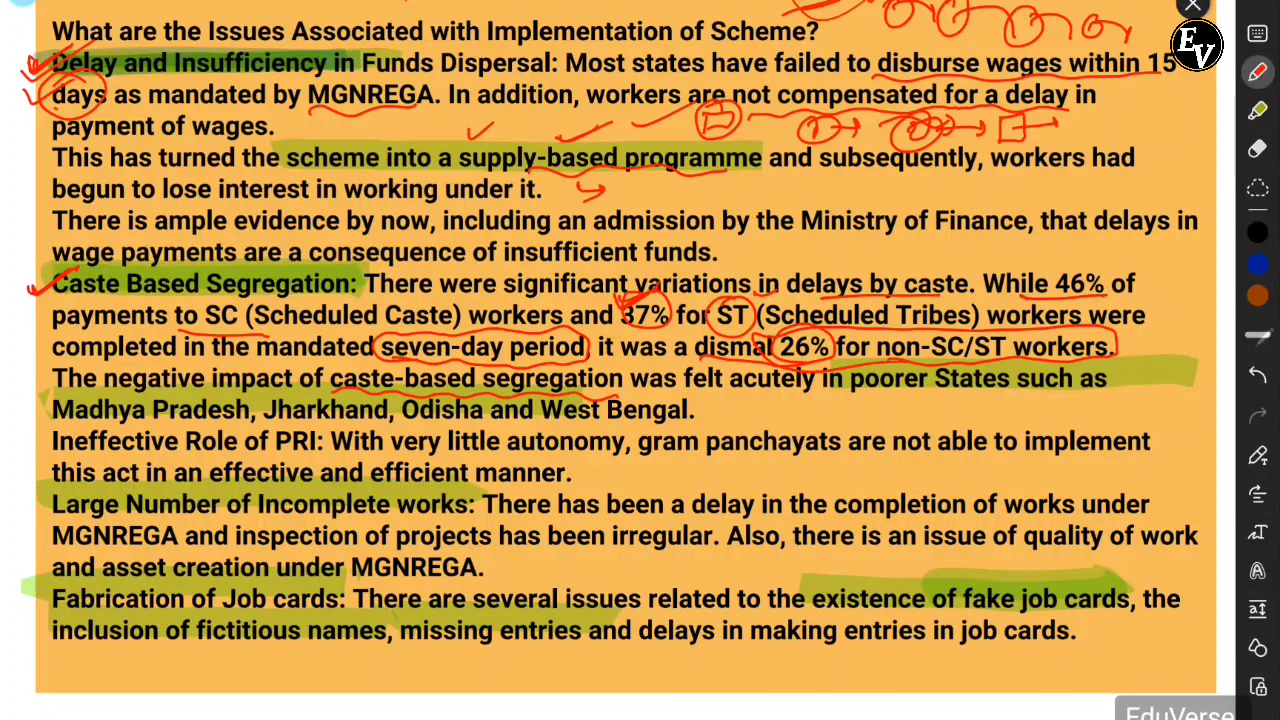 What are the Issues Associated with Implementation of Scheme?
Delay and Insufficiency in Funds Dispersal: Most states have failed to disburse wages within 15
days as mandated by MGNREGA. In addition, workers are not compensated for a delay in
payment of wages.
This has turned the scheme into a supply-based programme and subsequently, workers had
begun to lose interest in working under it.
There is ample evidence by now, including an admission by the Ministry of Finance, that delays in
wage payments are a consequence of insufficient funds.
Caste Based Segregation: There were significant variations in delays by caste. While 46% of
payments to SC (Scheduled Caste) workers and 37% for ST (Scheduled Tribes) workers were
completed in the mandated seven-day period, it was a dismal 26% for non-SC/ST workers.
The negative impact of caste-based segregation was felt acutely in poorer States such as
Madhya Pradesh, Jharkhand, Odisha and West Bengal.
Ineffective Role of PRI: With very little autonomy, gram panchayats are not able to implement
this act in an effective and efficient manner.
Large Number of Incomplete works: There has been a delay in the completion of works under
MGNREGA and inspection of projects has been irregular. Also, there is an issue of quality of work
and asset creation under MGNREGA.
Fabrication of Job cards: There are several issues related to the existence of fake job cards, the
inclusion of fictitious names, missing entries and delays in making entries in job cards.
EV
EduVerse